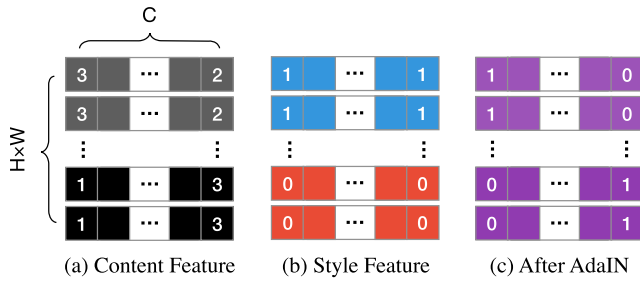 C
H×W
3 ... 2 1 ... 1 1 ... 0
3 ... 2 1 ... 1 1 ... 0
1 ... 3 0 ... 0 0 ... 1
1 ... 3 0 ... 0 0 ... 1
(a) Content Feature (b) Style Feature (c) After AdaIN